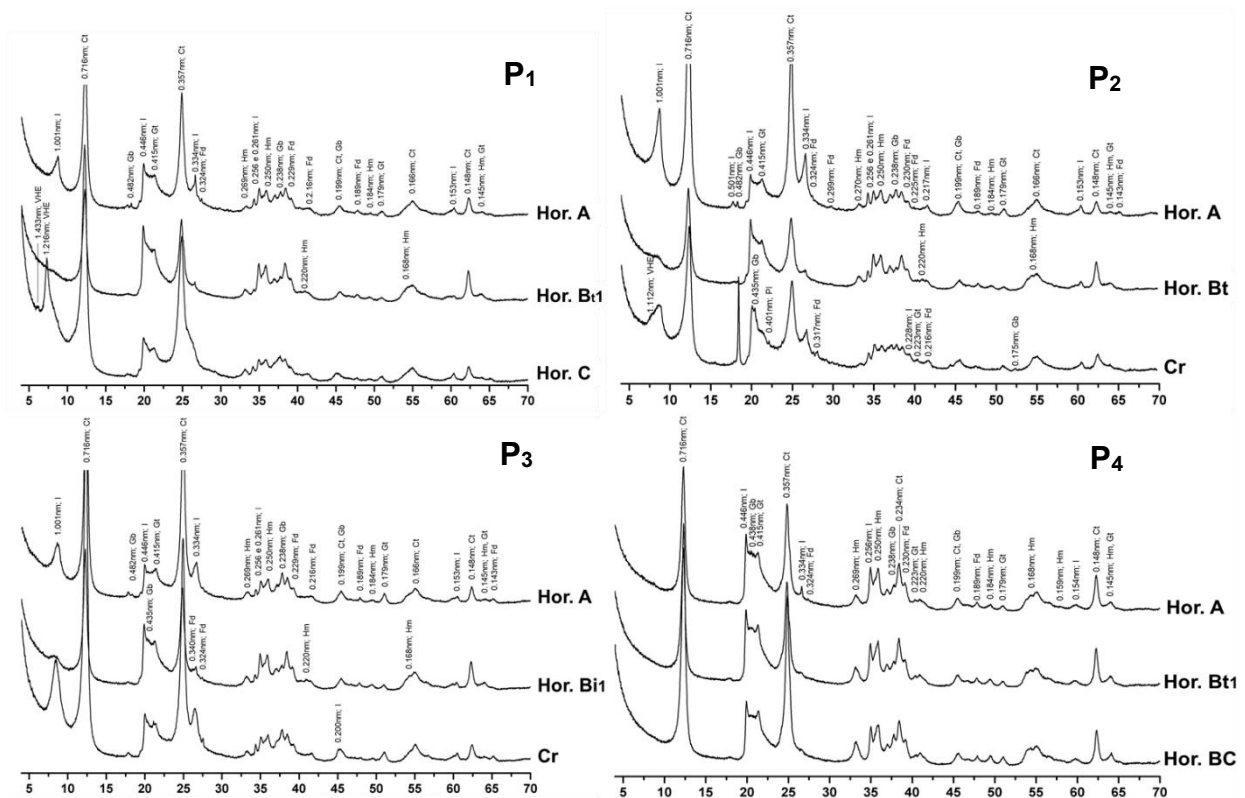 P1
0.716nm; Ct
0.357nm; Ct
1.001nm; I
0.482nm; Gb
0.446nm; I
0.415nm; Gt
0.334nm; I
0.324nm; Fd
0.269nm; Hm
0.256 e 0.261nm; I
0.250nm; Hm
0.238nm; Gb
0.229nm; Fd
0.2.16nm; Fd
0.199nm; Ct, Gb
0.189nm; Fd
0.184nm; Hm
0.179nm; Gt
0.166nm; Ct
0.153nm; I
0.148nm; Ct
0.145nm; Hm, Gt
Hor. A
1.433nm; VHE
1.216nm; VHE
0.220nm; Hm
0.168nm; Hm
Hor. Bt1
Hor. C
5 10 15 20 25 30 35 40 45 50 55 60 65 70
P2
0.716nm; Ct
0.357nm; Ct
1.001nm; I
0.501nm; I
0.482nm; Gb
0.446nm; I
0.415nm; Gt
0.334nm; I
0.324nm; Fd
0.299nm; Fd
0.270nm; Hm
0.256 e 0.261nm; I
0.250nm; Hm
0.238nm; Gb
0.230nm; Fd
0.225nm; Fd
0.217nm; I
0.199nm; Ct, Gb
0.189nm; Fd
0.184nm; Hm
0.179nm; Gt
0.166nm; Ct
0.153nm; I
0.148nm; Ct
0.145nm; Hm, Gt
0.143nm; Fd
Hor. A
0.220nm; Hm
0.168nm; Hm
Hor. Bt
1.112nm; VHE
0.435nm; Gb
0.401nm; Pl
0.317nm; Fd
0.228nm; I
0.223nm; Gt
0.216nm; Fd
0.175nm; Gb
Cr
5 10 15 20 25 30 35 40 45 50 55 60 65 70
P3
0.716nm; Ct
0.357nm; Ct
1.001nm; I
0.482nm; Gb
0.446nm; I
0.415nm; Gt
0.334nm; I
0.269nm; Hm
0.256 e 0.261nm; I
0.250nm; Hm
0.238nm; Gb
0.229nm; Fd
0.216nm; Fd
0.199nm; Ct, Gb
0.189nm; Fd
0.184nm; Hm
0.179nm; Gt
0.166nm; Ct
0.153nm; I
0.148nm; Ct
0.145nm; Hm, Gt
0.143nm; Fd
Hor. A
0.435nm; Gb
0.340nm; Fd
0.324nm; Fd
0.220nm; Hm
0.168nm; Hm
Hor. Bi1
0.200nm; I
Cr
5 10 15 20 25 30 35 40 45 50 55 60 65 70
P4
0.716nm; Ct
0.357nm; Ct
0.446nm; I
0.438nm; Gb
0.415nm; Gt
0.334nm; I
0.324nm; Fd
0.269nm; Hm
0.256nm; I
0.250nm; Hm
0.238nm; Gb
0.234nm; Ct
0.230nm; Fd
0.223nm; Gt
0.220nm; Hm
0.199nm; Ct, Gb
0.189nm; Fd
0.184nm; Hm
0.179nm; Gt
0.168nm; Hm
0.159nm; Hm
0.154nm; I
0.148nm; Ct
0.145nm; Hm, Gt
Hor. A
Hor. Bt1
Hor. BC
5 10 15 20 25 30 35 40 45 50 55 60 65 70